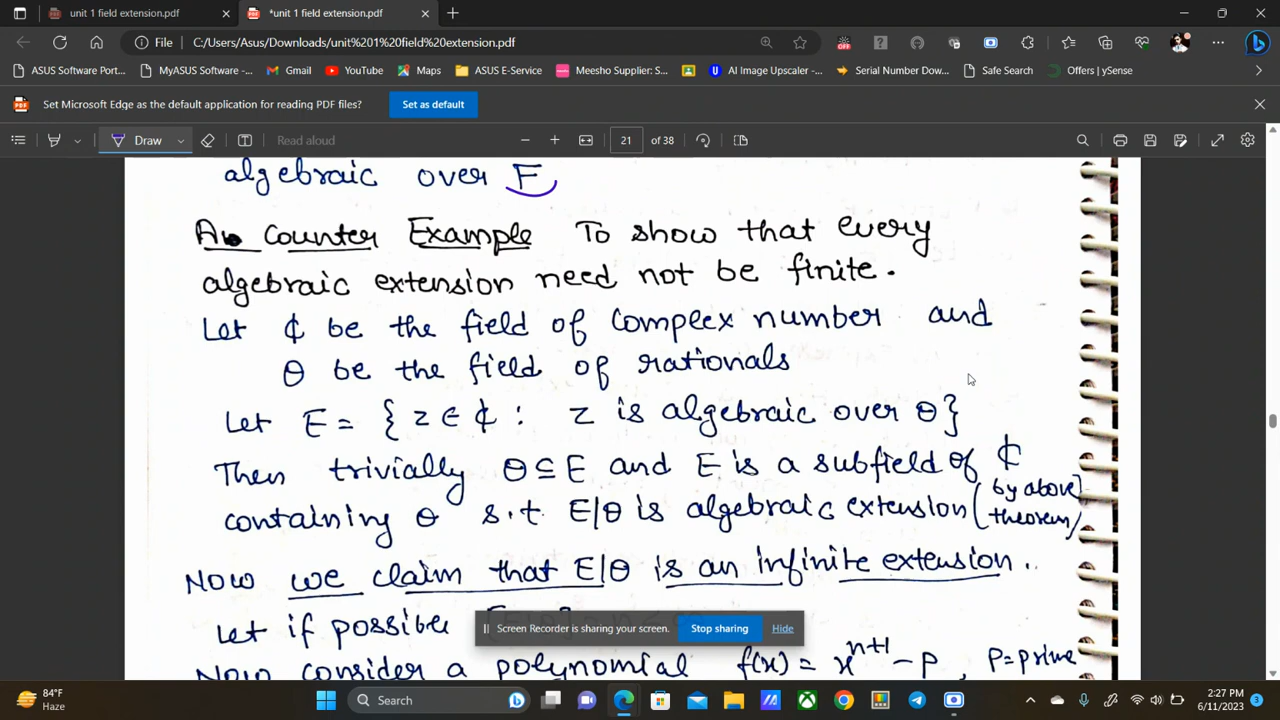 unit 1 field extension.pdf
*unit 1 field extension.pdf
File C:/Users/Asus/Downloads/unit%201%20field%20extension.pdf
ASUS Software Port... MyASUS Software -... Gmail YouTube Maps ASUS E-Service Meesho Supplier: S... AI Image Upscaler -... Serial Number Dow... Safe Search Offers | ySense
Set Microsoft Edge as the default application for reading PDF files? Set as default
Draw Read aloud 21 of 38
algebraic over F
Counter Example To show that every
algebraic extension need not be finite.
Let ₵ be the field of complex number and
θ be the field of rationals
Let E = { z ∈ ₵ : z is algebraic over θ}
Then trivially θ ⊆ E and E is a subfield of ₵
containing θ s.t. E|θ is algebraic extension (by above theorem)
Now we claim that E|θ is an infinite extension.
Let if possible
Screen Recorder is sharing your screen. Stop sharing Hide
Now consider a polynomial f(x) = x^{n+1} - p, P=prime
84°F
Haze
Search
2:27 PM
6/11/2023